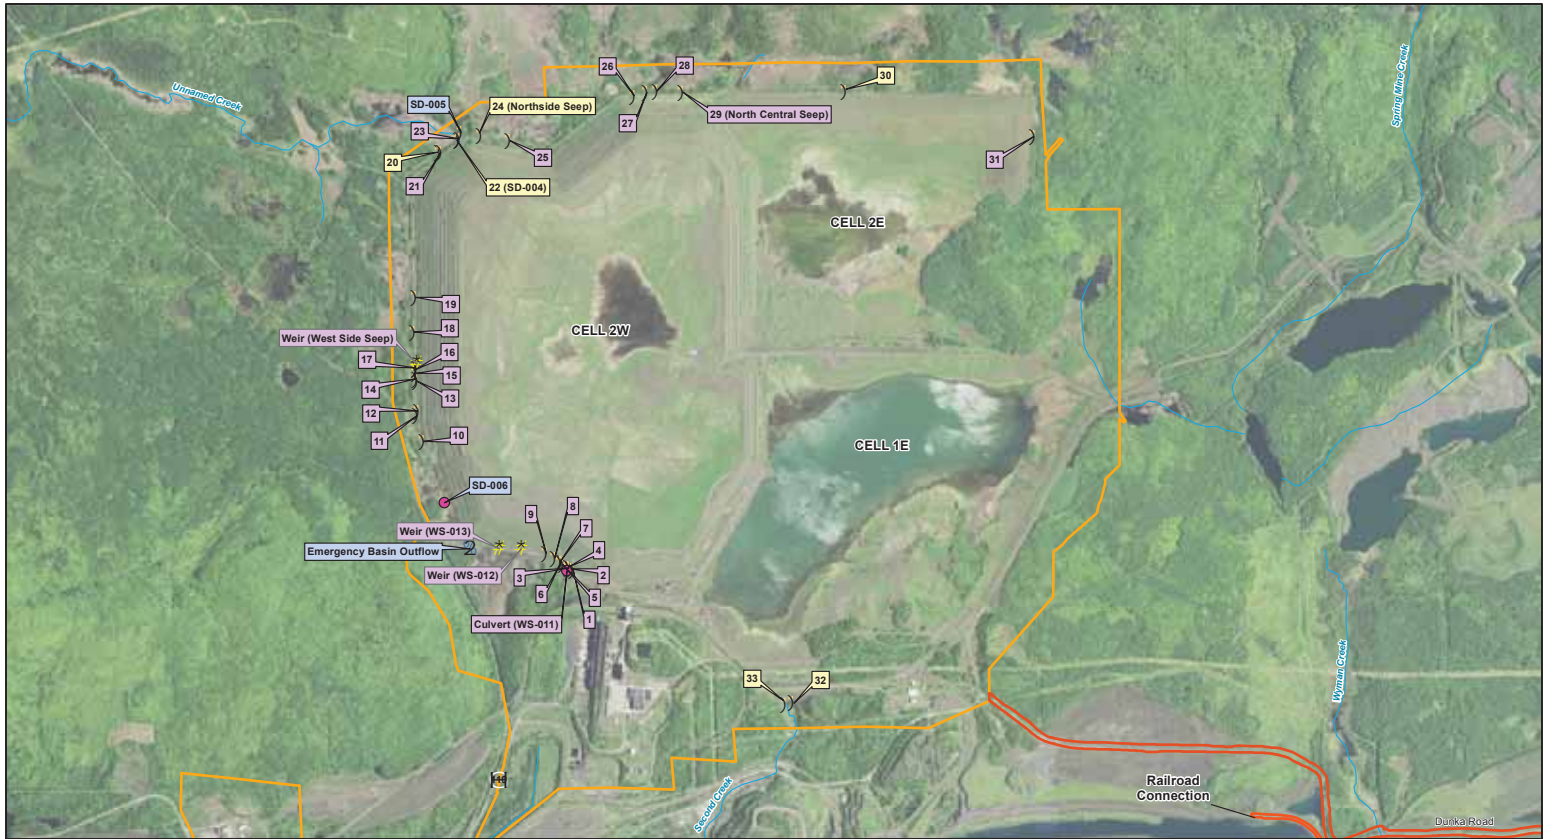 Unnamed Creek
Spring Mine Creek
26
28
30
SD-005
24 (Northside Seep)
27
29 (North Central Seep)
23
25
31
20
21
22 (SD-004)
CELL 2E
19
18
CELL 2W
Weir (West Side Seep)
17
16
15
14
13
12
11
10
CELL 1E
SD-006
9
8
7
Weir (WS-013)
Emergency Basin Outflow
4
Weir (WS-012)
3
2
6
5
Culvert (WS-011)
1
Wyman Creek
33
32
Second Creek
Railroad
Connection
Dunka Road